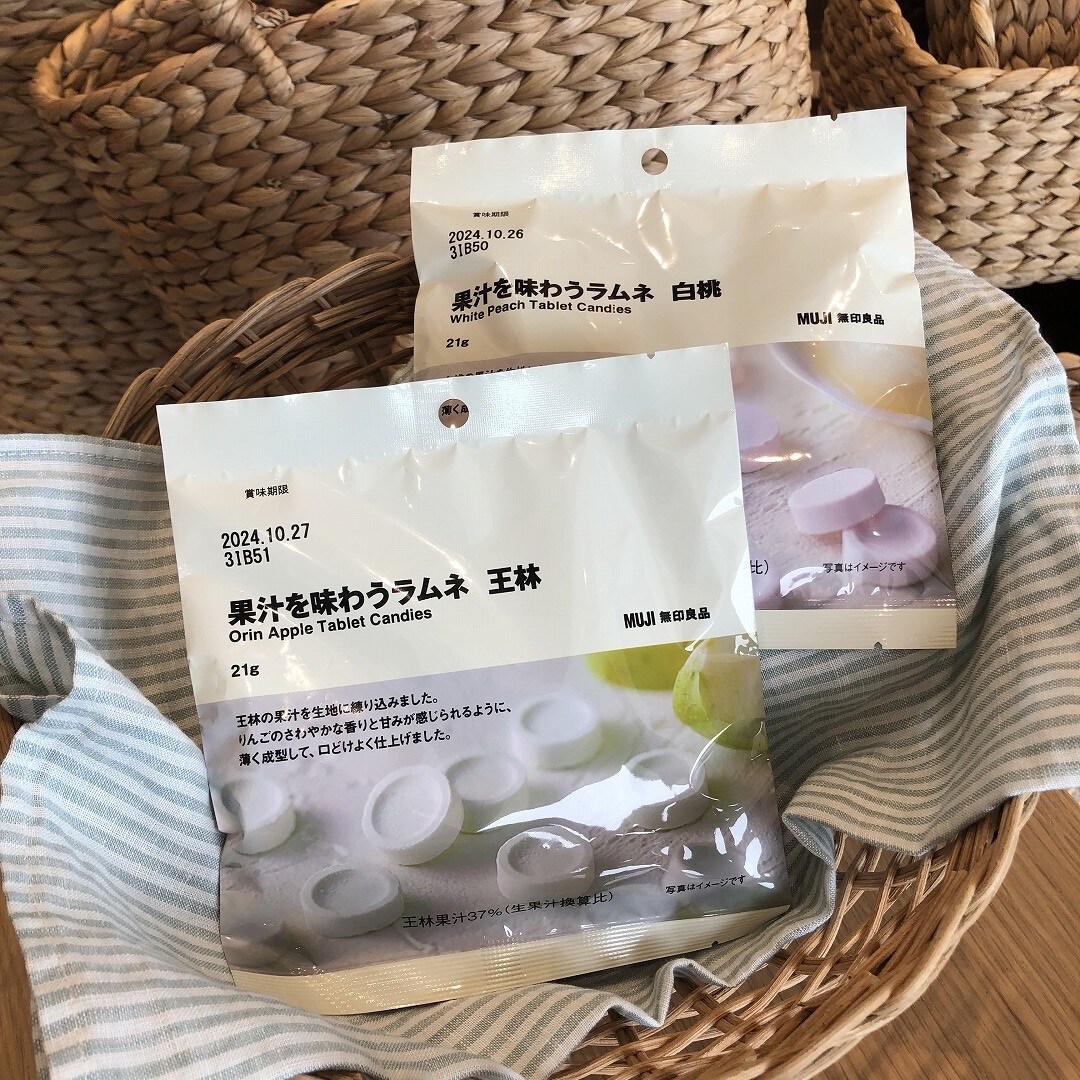 賞味期限
2024.10.26
3IB50
果汁を味わうラムネ 白桃
White Peach Tablet Candies
MUJI 無印良品
21g
写真はイメージです
薄く成
賞味期限
2024.10.27
3IB51
果汁を味わうラムネ 王林
Orin Apple Tablet Candies
MUJI 無印良品
21g
王林の果汁を生地に練り込みました。
りんごのさわやかな香りと甘みが感じられるように、
薄く成型して、口どけよく仕上げました。
写真はイメージです
王林果汁37%(生果汁換算比)